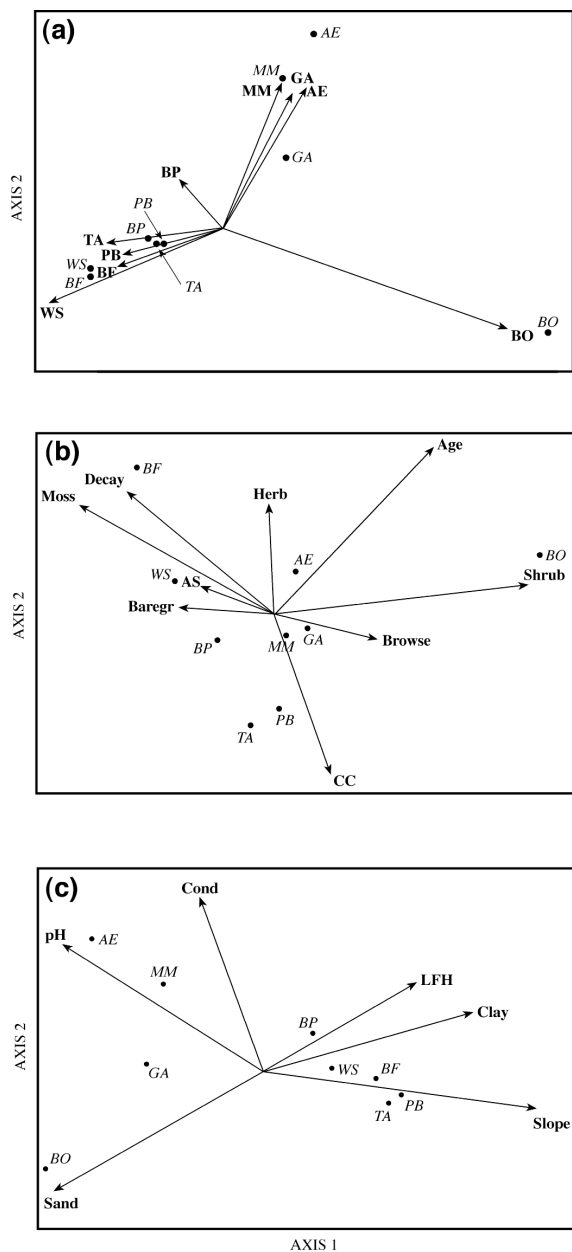 (a)
AE
MM
GA
MM
AE
GA
BP
PB
BP
TA
PB
WS
BF
BF
TA
WS
BO
BO
AXIS 2
(b)
Age
BF
Decay
Moss
Herb
AE
BO
WS
AS
Shrub
Baregr
GA
BP
MM
Browse
PB
TA
CC
AXIS 2
(c)
Cond
pH
AE
MM
LFH
BP
Clay
GA
WS
BF
PB
TA
Slope
BO
Sand
AXIS 2
AXIS 1